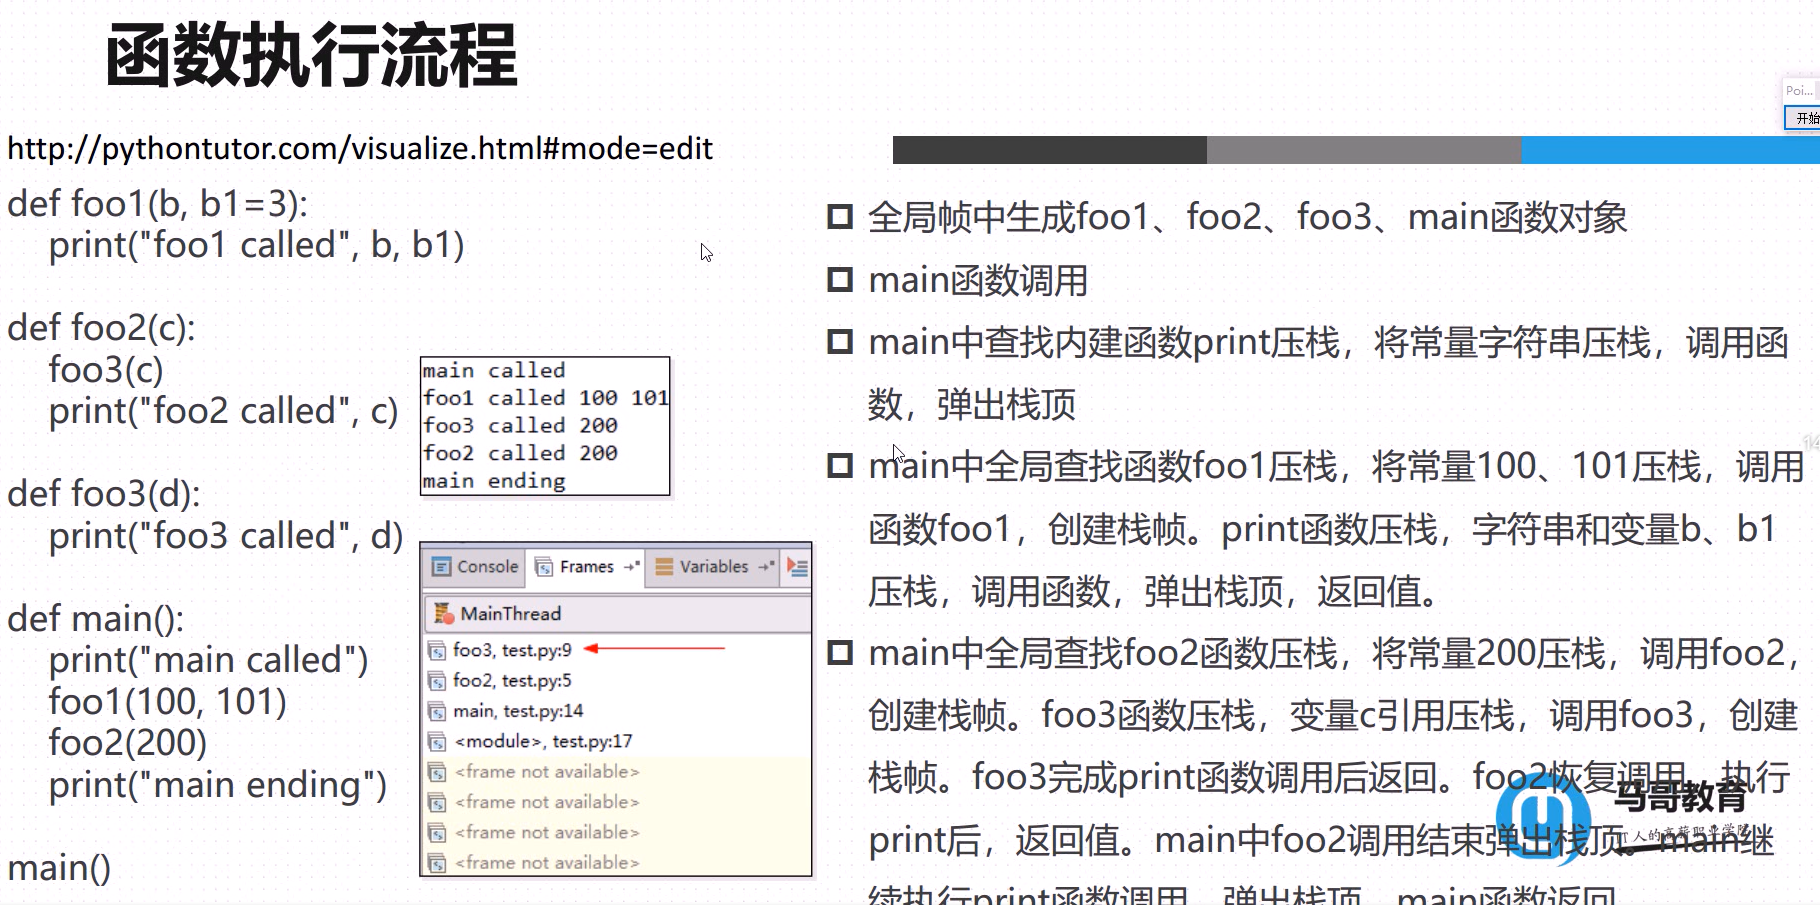 函数执行流程
http://pythontutor.com/visualize.html#mode=edit
def foo1(b, b1=3):
print("foo1 called", b, b1)
def foo2(c):
foo3(c)
print("foo2 called", c)
def foo3(d):
print("foo3 called", d)
def main():
print("main called")
foo1(100, 101)
foo2(200)
print("main ending")
main()
main called
foo1 called 100 101
foo3 called 200
foo2 called 200
main ending
Console Frames Variables
MainThread
foo3, test.py:9
foo2, test.py:5
main, test.py:14
<module>, test.py:17
<frame not available>
<frame not available>
<frame not available>
<frame not available>
全局帧中生成foo1、foo2、foo3、main函数对象
main函数调用
main中查找内建函数print压栈，将常量字符串压栈，调用函
数，弹出栈顶
main中全局查找函数foo1压栈，将常量100、101压栈，调用
函数foo1，创建栈帧。print函数压栈，字符串和变量b、b1
压栈，调用函数，弹出栈顶，返回值。
main中全局查找foo2函数压栈，将常量200压栈，调用foo2，
创建栈帧。foo3函数压栈，变量c引用压栈，调用foo3，创建
栈帧。foo3完成print函数调用后返回。foo2恢复调用，执行
print后，返回值。main中foo2调用结束弹出栈顶。main继
续执行print函数调用，弹出栈顶。main函数返回
马哥教育
IT人的高薪职业学院
Poi...
开始
14